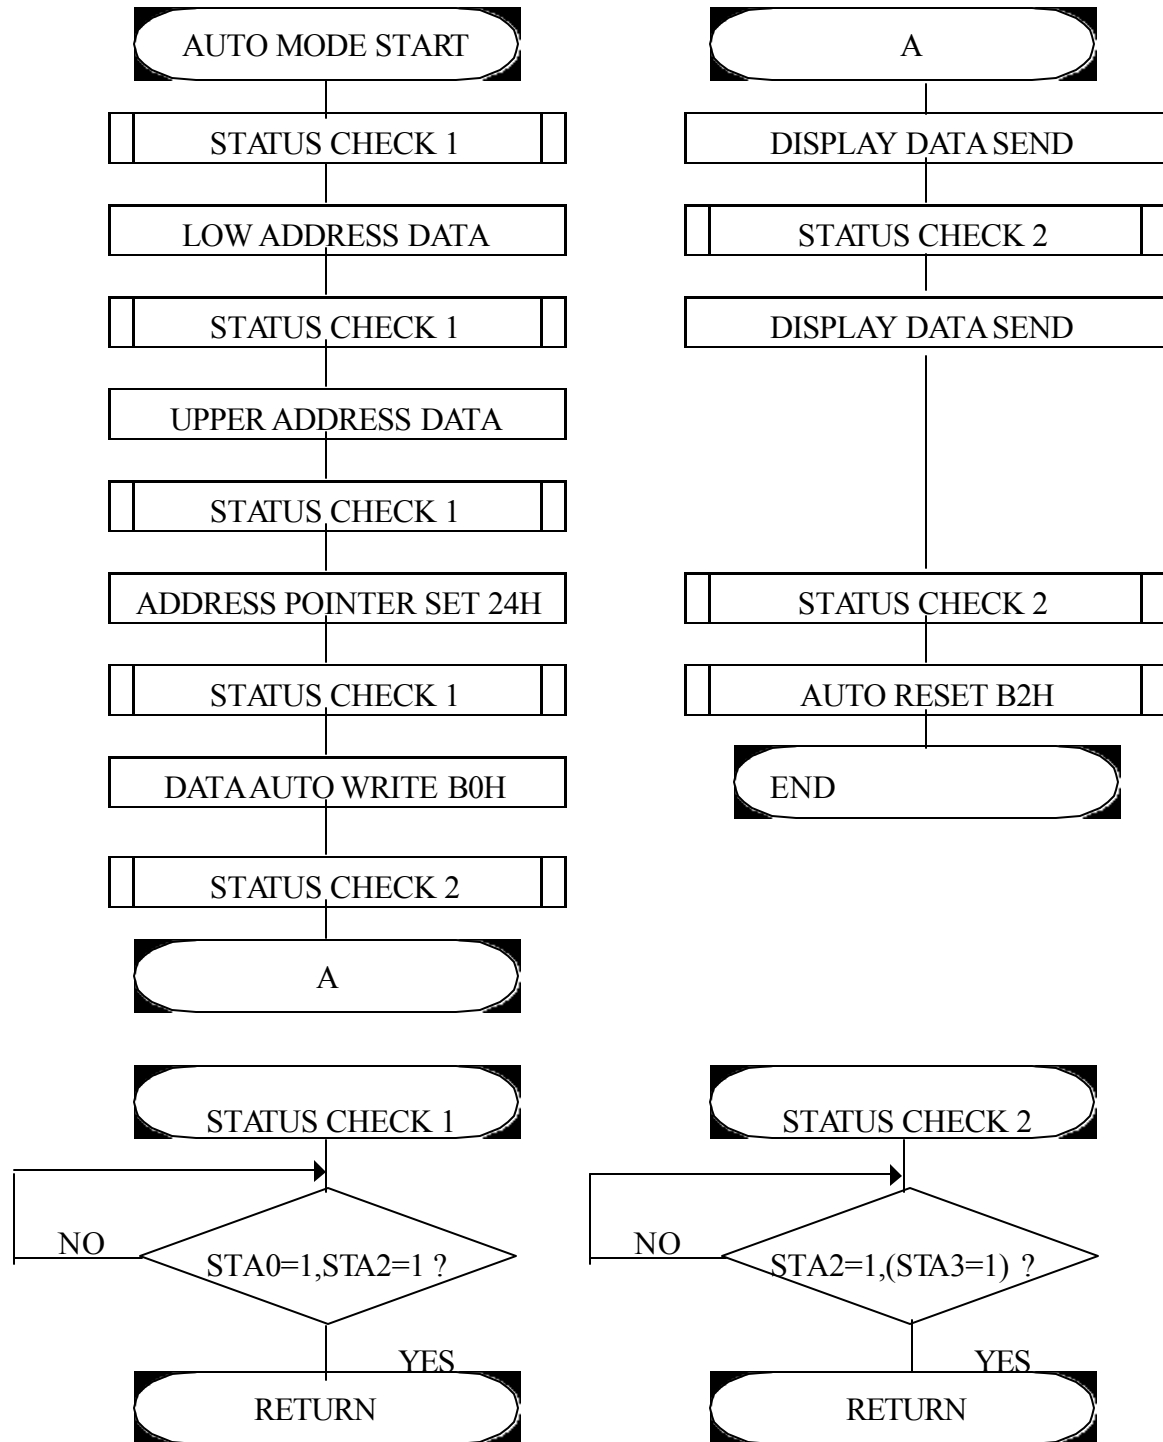 AUTO MODE START
STATUS CHECK 1
LOW ADDRESS DATA
STATUS CHECK 1
UPPER ADDRESS DATA
STATUS CHECK 1
ADDRESS POINTER SET 24H
STATUS CHECK 1
DATA AUTO WRITE B0H
STATUS CHECK 2
A
A
DISPLAY DATA SEND
STATUS CHECK 2
DISPLAY DATA SEND
STATUS CHECK 2
AUTO RESET B2H
END
STATUS CHECK 1
NO
STA0=1,STA2=1 ?
YES
RETURN
STATUS CHECK 2
NO
STA2=1,(STA3=1) ?
YES
RETURN